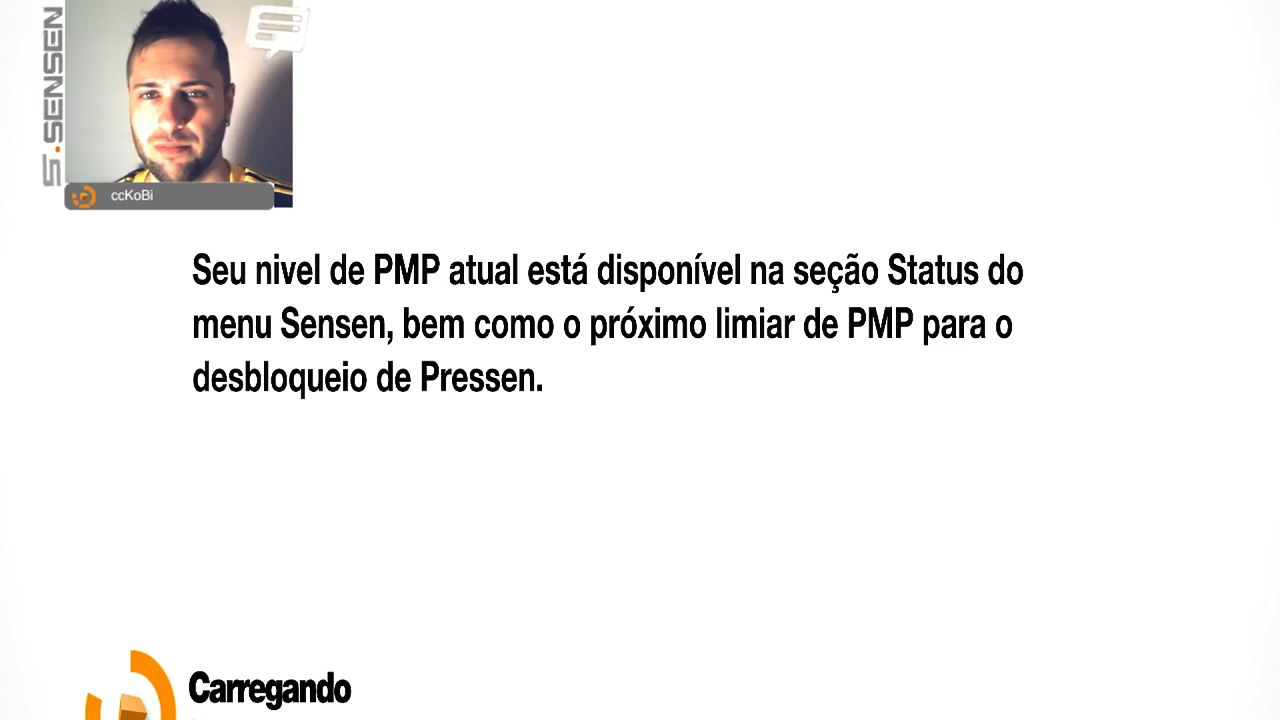 S.SENSEN
ccKoBi
Seu nivel de PMP atual está disponível na seção Status do
menu Sensen, bem como o próximo limiar de PMP para o
desbloqueio de Pressen.
Carregando